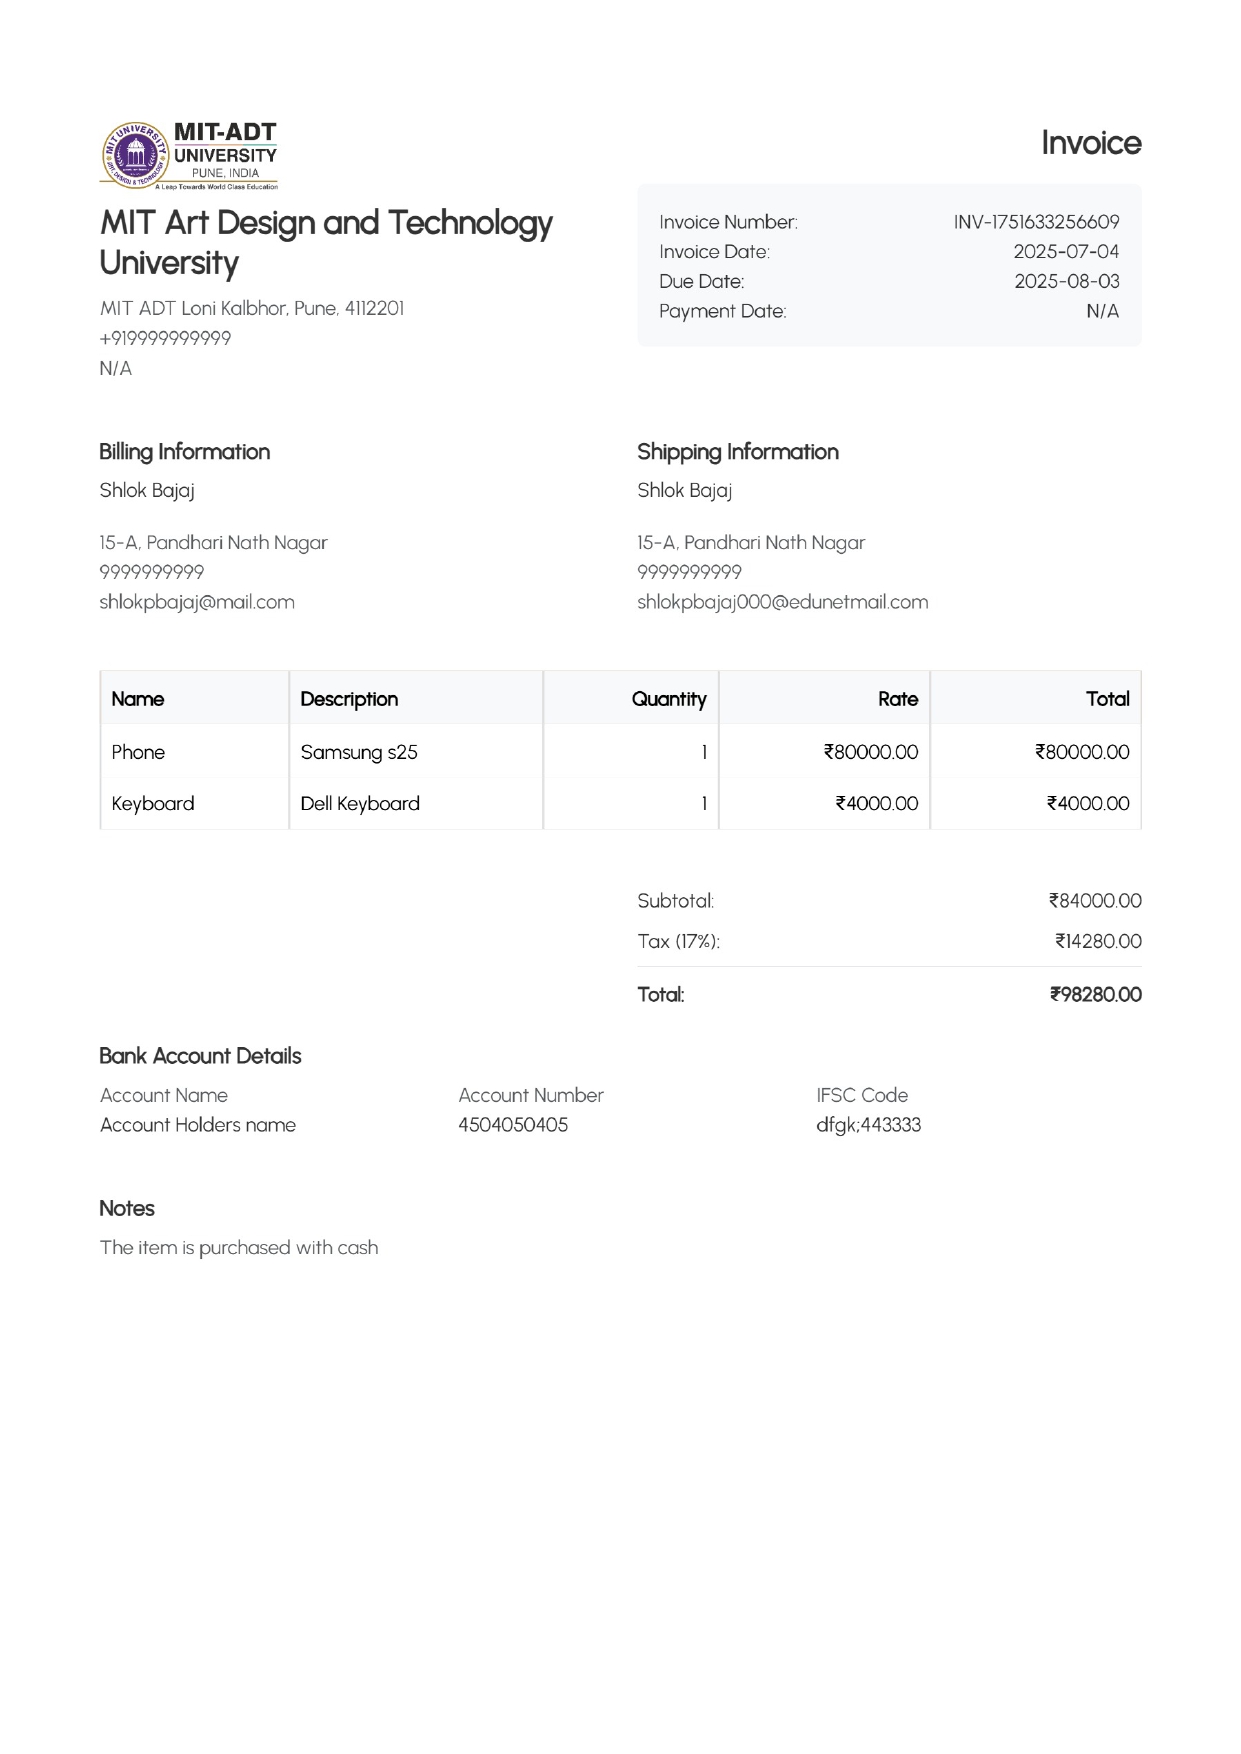 MIT UNIVERSITY
ART, DESIGN & TECHNOLOGY
MIT-ADT
UNIVERSITY
PUNE, INDIA
A Leap Towards World Class Education
Invoice
MIT Art Design and Technology
University
MIT ADT Loni Kalbhor, Pune, 4112201
+919999999999
N/A
Invoice Number: INV-1751633256609
Invoice Date: 2025-07-04
Due Date: 2025-08-03
Payment Date: N/A
Billing Information
Shlok Bajaj
15-A, Pandhari Nath Nagar
9999999999
shlokpbajaj@mail.com
Shipping Information
Shlok Bajaj
15-A, Pandhari Nath Nagar
9999999999
shlokpbajaj000@edunetmail.com
Name Description Quantity Rate Total
Phone Samsung s25 1 ₹80000.00 ₹80000.00
Keyboard Dell Keyboard 1 ₹4000.00 ₹4000.00
Subtotal: ₹84000.00
Tax (17%): ₹14280.00
Total: ₹98280.00
Bank Account Details
Account Name Account Number IFSC Code
Account Holders name 4504050405 dfgk;443333
Notes
The item is purchased with cash